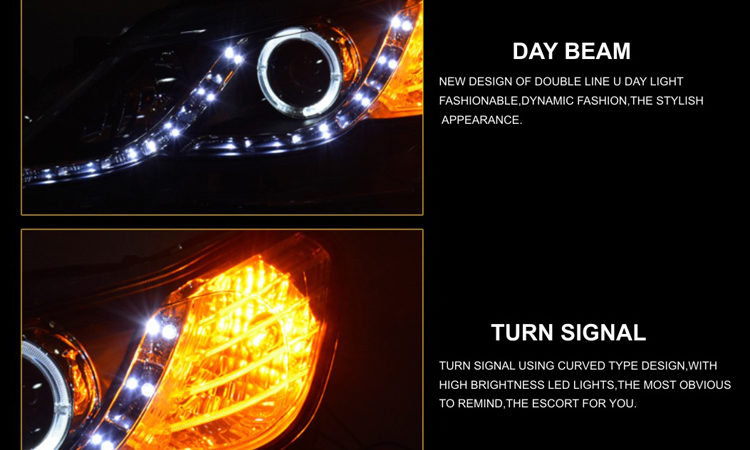 DAY BEAM
NEW DESIGN OF DOUBLE LINE U DAY LIGHT
FASHIONABLE,DYNAMIC FASHION,THE STYLISH
APPEARANCE.
TURN SIGNAL
TURN SIGNAL USING CURVED TYPE DESIGN,WITH
HIGH BRIGHTNESS LED LIGHTS,THE MOST OBVIOUS
TO REMIND,THE ESCORT FOR YOU.